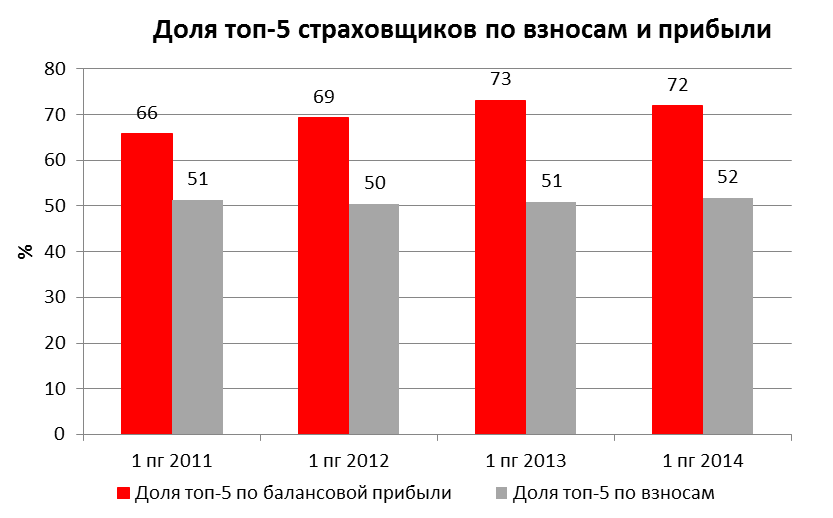 Доля топ-5 страховщиков по взносам и прибыли
80
70
60
50
40
30
20
10
0
%
66
51
69
50
73
51
72
52
1 пг 2011
1 пг 2012
1 пг 2013
1 пг 2014
Доля топ-5 по балансовой прибыли
Доля топ-5 по взносам